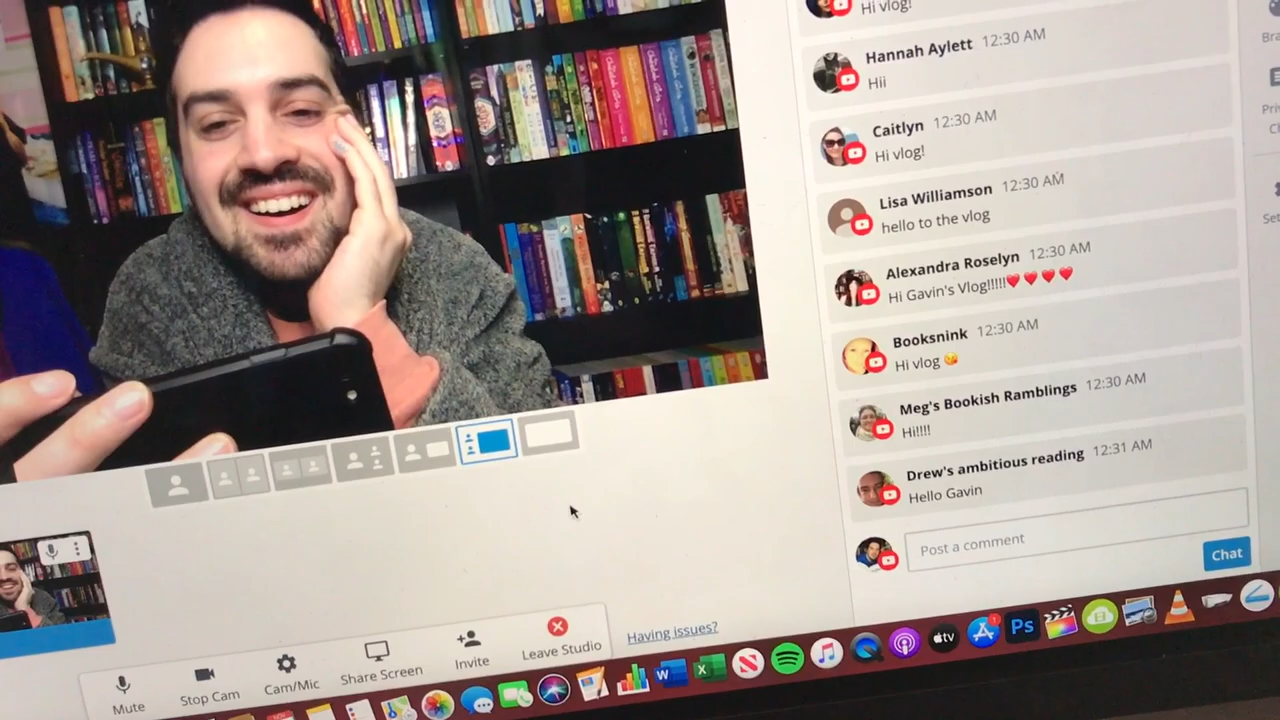 Hi vlog!
Hannah Aylett 12:30 AM
Hii
Caitlyn 12:30 AM
Hi vlog!
Lisa Williamson 12:30 AM
hello to the vlog
Alexandra Roselyn 12:30 AM
Hi Gavin's Vlog!!!!!❤️❤️❤️❤️
Booksnink 12:30 AM
Hi vlog 😘
Meg's Bookish Ramblings 12:30 AM
Hi!!!!
Drew's ambitious reading 12:31 AM
Hello Gavin
Post a comment
Chat
Mute
Stop Cam
Cam/Mic
Share Screen
Invite
Leave Studio
Having issues?
tv
Ps